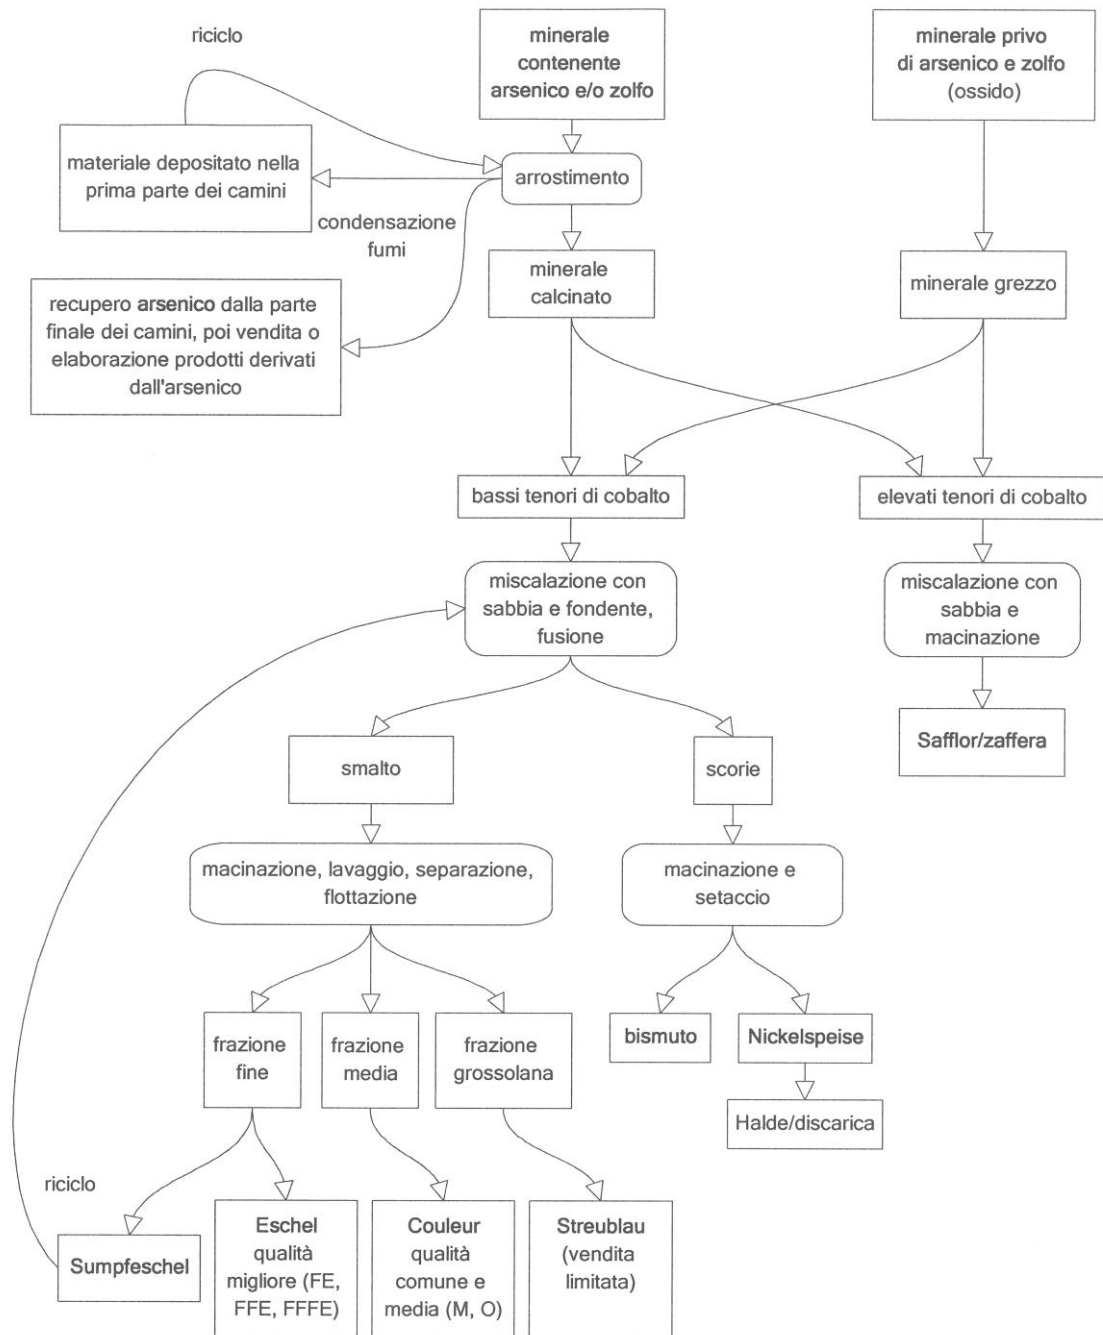 riciclo
minerale
contenente
arsenico e/o zolfo
minerale privo
di arsenico e zolfo
(ossido)
materiale depositato nella
prima parte dei camini
arrostimento
condensazione
fumi
minerale
calcinato
minerale grezzo
recupero arsenico dalla parte
finale dei camini, poi vendita o
elaborazione prodotti derivati
dall'arsenico
bassi tenori di cobalto
elevati tenori di cobalto
miscalazione con
sabbia e fondente,
fusione
miscalazione con
sabbia e
macinazione
Safflor/zaffera
smalto
scorie
macinazione, lavaggio, separazione,
flottazione
macinazione e
setaccio
frazione
fine
frazione
media
frazione
grossolana
bismuto
Nickelspeise
Halde/discarica
riciclo
Sumpfeschel
Eschel
qualità
migliore (FE,
FFE, FFFE)
Couleur
qualità
comune e
media (M, O)
Streublau
(vendita
limitata)